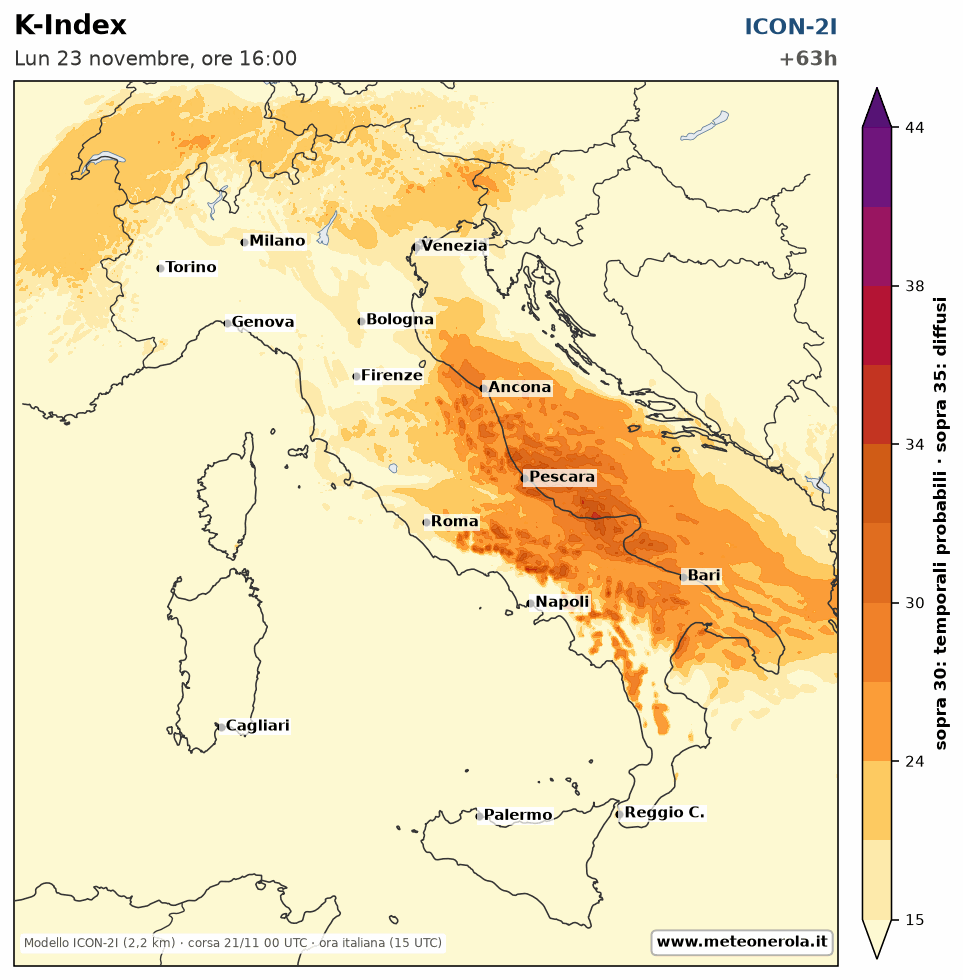 K-Index
ICON-2I
Lun 23 novembre, ore 16:00
+63h
44
38
34
30
24
15
sopra 30: temporali probabili · sopra 35: diffusi
Milano
Venezia
Torino
Genova
Bologna
Firenze
Ancona
Pescara
Roma
Bari
Napoli
Cagliari
Palermo
Reggio C.
Modello ICON-2I (2,2 km) · corsa 21/11 00 UTC · ora italiana (15 UTC)
www.meteonerola.it